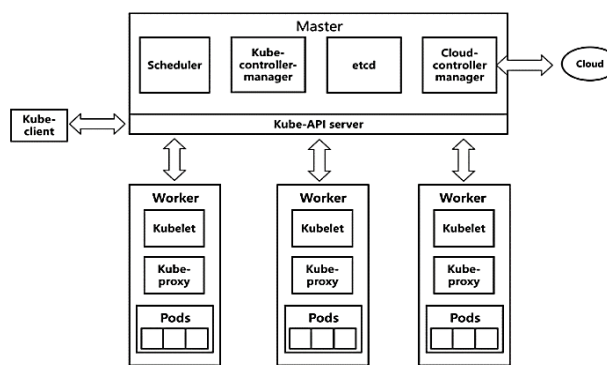 Master
Scheduler
Kube-
controller-
manager
etcd
Cloud-
controller
manager
Cloud
Kube-
client
Kube-API server
Worker
Kubelet
Kube-
proxy
Pods
Worker
Kubelet
Kube-
proxy
Pods
Worker
Kubelet
Kube-
proxy
Pods